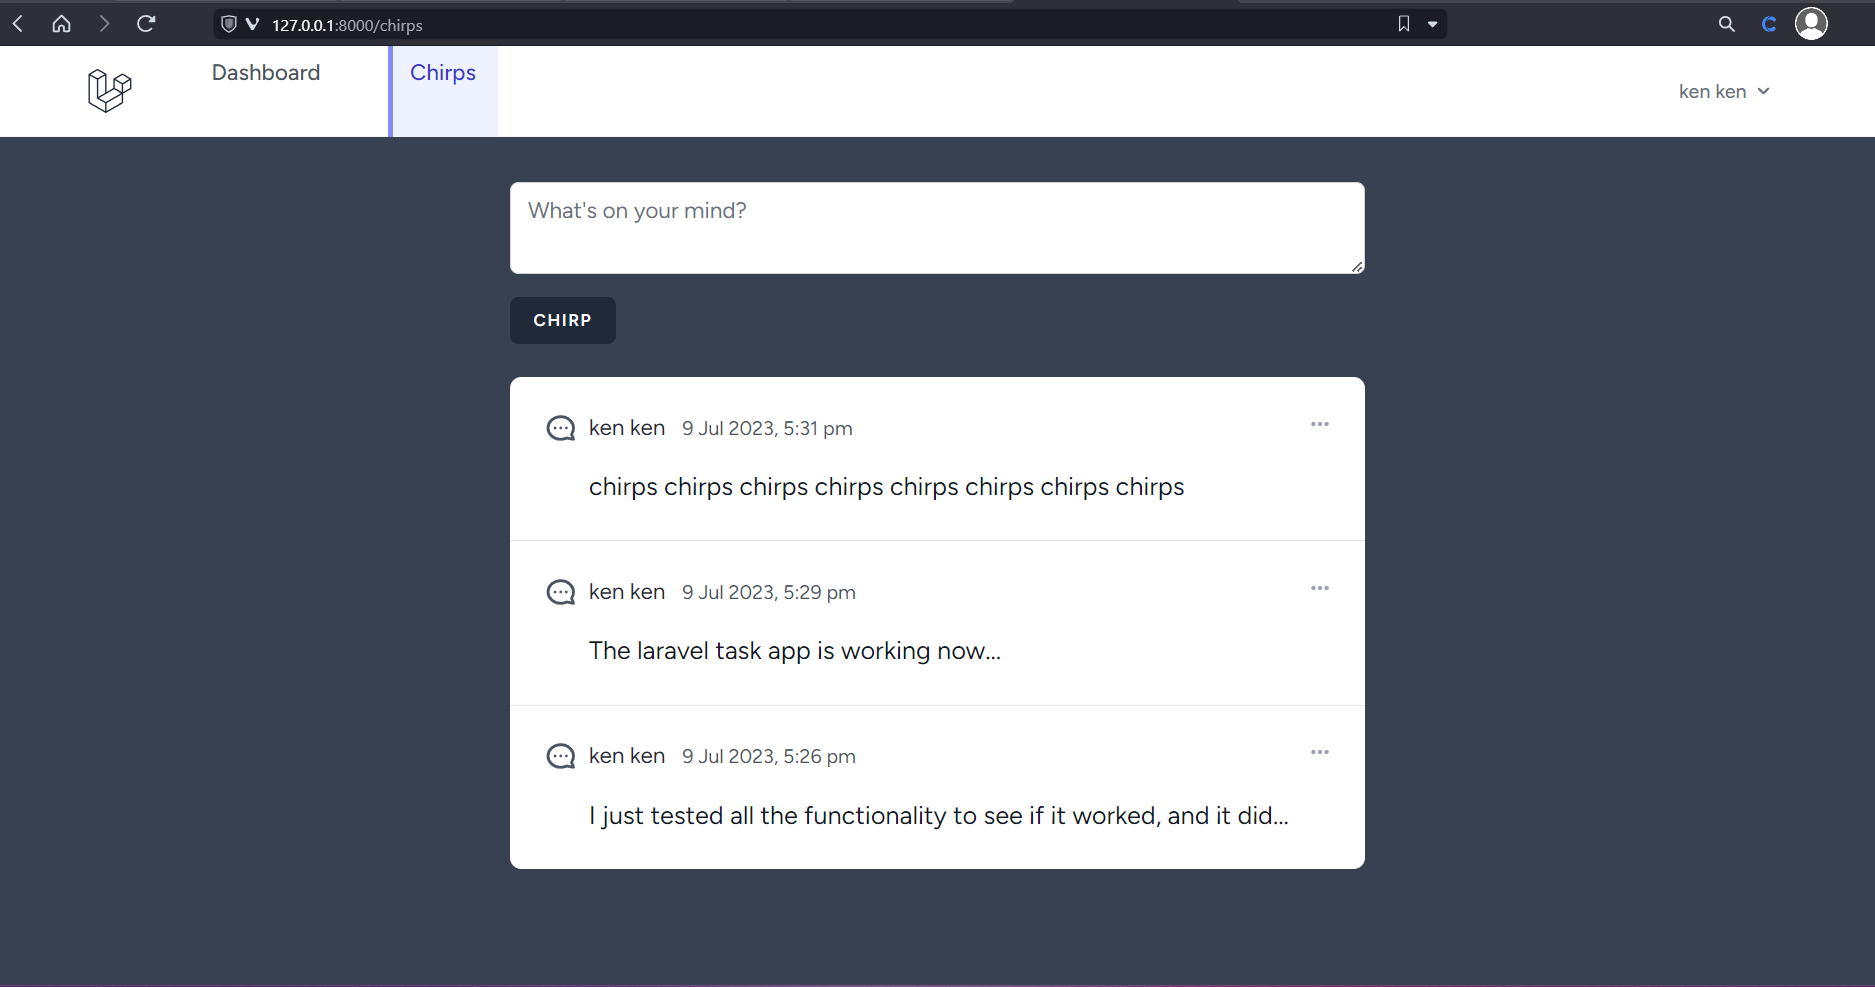 127.0.0.1:8000/chirps
Dashboard
Chirps
ken ken
What's on your mind?
CHIRP
ken ken 9 Jul 2023, 5:31 pm
chirps chirps chirps chirps chirps chirps chirps chirps
ken ken 9 Jul 2023, 5:29 pm
The laravel task app is working now...
ken ken 9 Jul 2023, 5:26 pm
I just tested all the functionality to see if it worked, and it did...